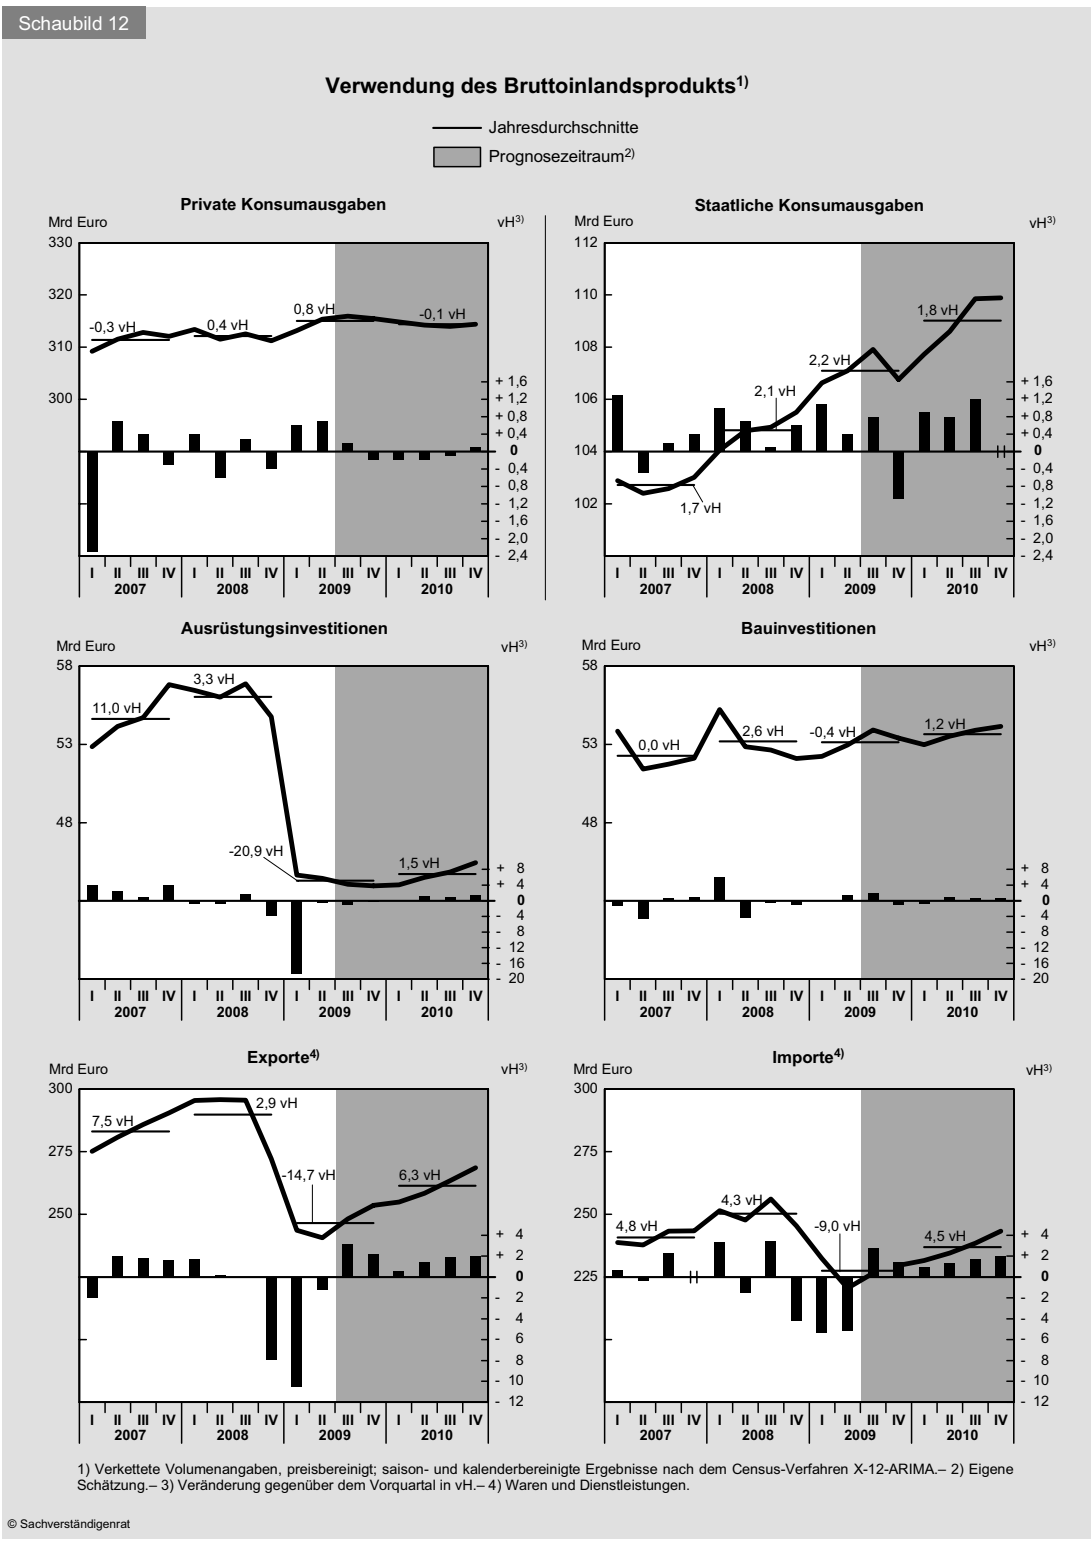 Schaubild 12
Verwendung des Bruttoinlandsprodukts1)
Jahresdurchschnitte
Prognosezeitraum2)
Private Konsumausgaben
Mrd Euro
vH3)
330
320
310
300
-0,3 vH
0,4 vH
0,8 vH
-0,1 vH
+ 1,6
+ 1,2
+ 0,8
+ 0,4
0
- 0,4
- 0,8
- 1,2
- 1,6
- 2,0
- 2,4
I II III IV I II III IV I II III IV I II III IV
2007 2008 2009 2010
Staatliche Konsumausgaben
Mrd Euro
vH3)
112
110
108
106
104
102
1,7 vH
2,1 vH
2,2 vH
1,8 vH
+ 1,6
+ 1,2
+ 0,8
+ 0,4
0
- 0,4
- 0,8
- 1,2
- 1,6
- 2,0
- 2,4
I II III IV I II III IV I II III IV I II III IV
2007 2008 2009 2010
Ausrüstungsinvestitionen
Mrd Euro
vH3)
58
53
48
11,0 vH
3,3 vH
-20,9 vH
1,5 vH
+ 8
+ 4
0
- 4
- 8
- 12
- 16
- 20
I II III IV I II III IV I II III IV I II III IV
2007 2008 2009 2010
Bauinvestitionen
Mrd Euro
vH3)
58
53
48
0,0 vH
2,6 vH
-0,4 vH
1,2 vH
+ 8
+ 4
0
- 4
- 8
- 12
- 16
- 20
I II III IV I II III IV I II III IV I II III IV
2007 2008 2009 2010
Exporte4)
Mrd Euro
vH3)
300
275
250
7,5 vH
2,9 vH
-14,7 vH
6,3 vH
+ 4
+ 2
0
- 2
- 4
- 6
- 8
- 10
- 12
I II III IV I II III IV I II III IV I II III IV
2007 2008 2009 2010
Importe4)
Mrd Euro
vH3)
300
275
250
225
4,8 vH
4,3 vH
-9,0 vH
4,5 vH
+ 4
+ 2
0
- 2
- 4
- 6
- 8
- 10
- 12
I II III IV I II III IV I II III IV I II III IV
2007 2008 2009 2010
1) Verkettete Volumenangaben, preisbereinigt; saison- und kalenderbereinigte Ergebnisse nach dem Census-Verfahren X-12-ARIMA.– 2) Eigene
Schätzung.– 3) Veränderung gegenüber dem Vorquartal in vH.– 4) Waren und Dienstleistungen.
© Sachverständigenrat